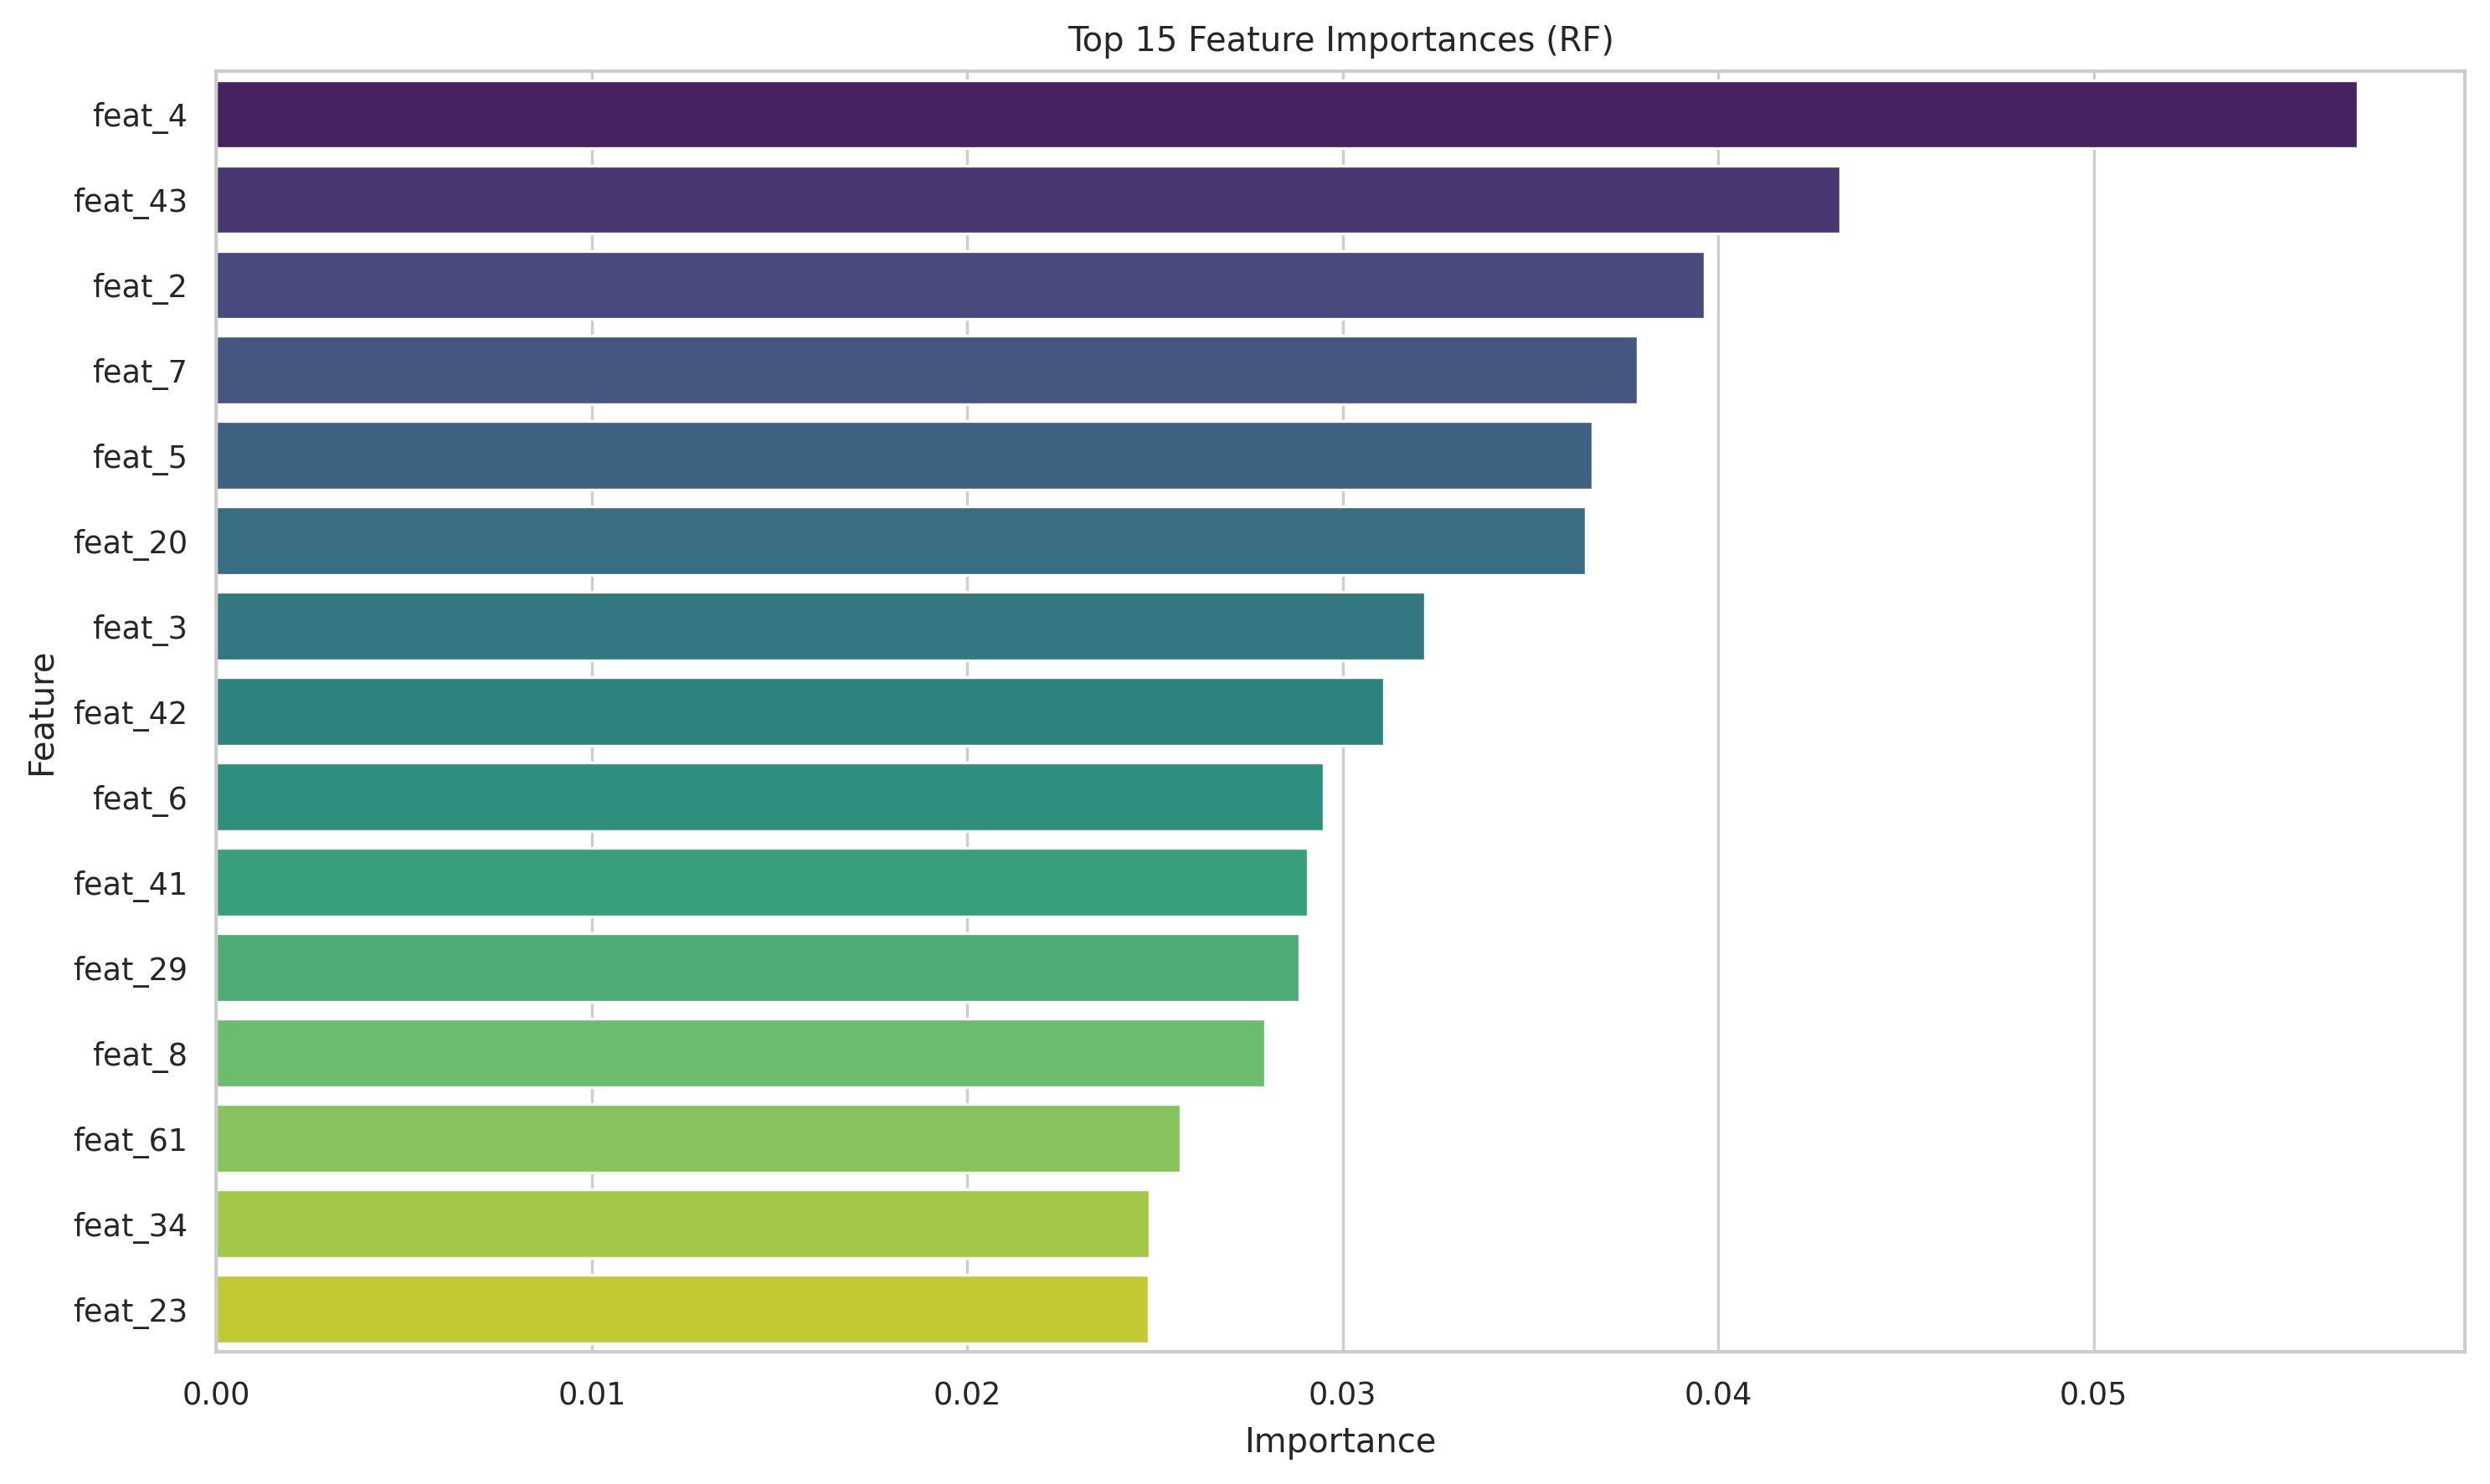 Top 15 Feature Importances (RF)
Feature
feat_4
feat_43
feat_2
feat_7
feat_5
feat_20
feat_3
feat_42
feat_6
feat_41
feat_29
feat_8
feat_61
feat_34
feat_23
0.00 0.01 0.02 0.03 0.04 0.05
Importance